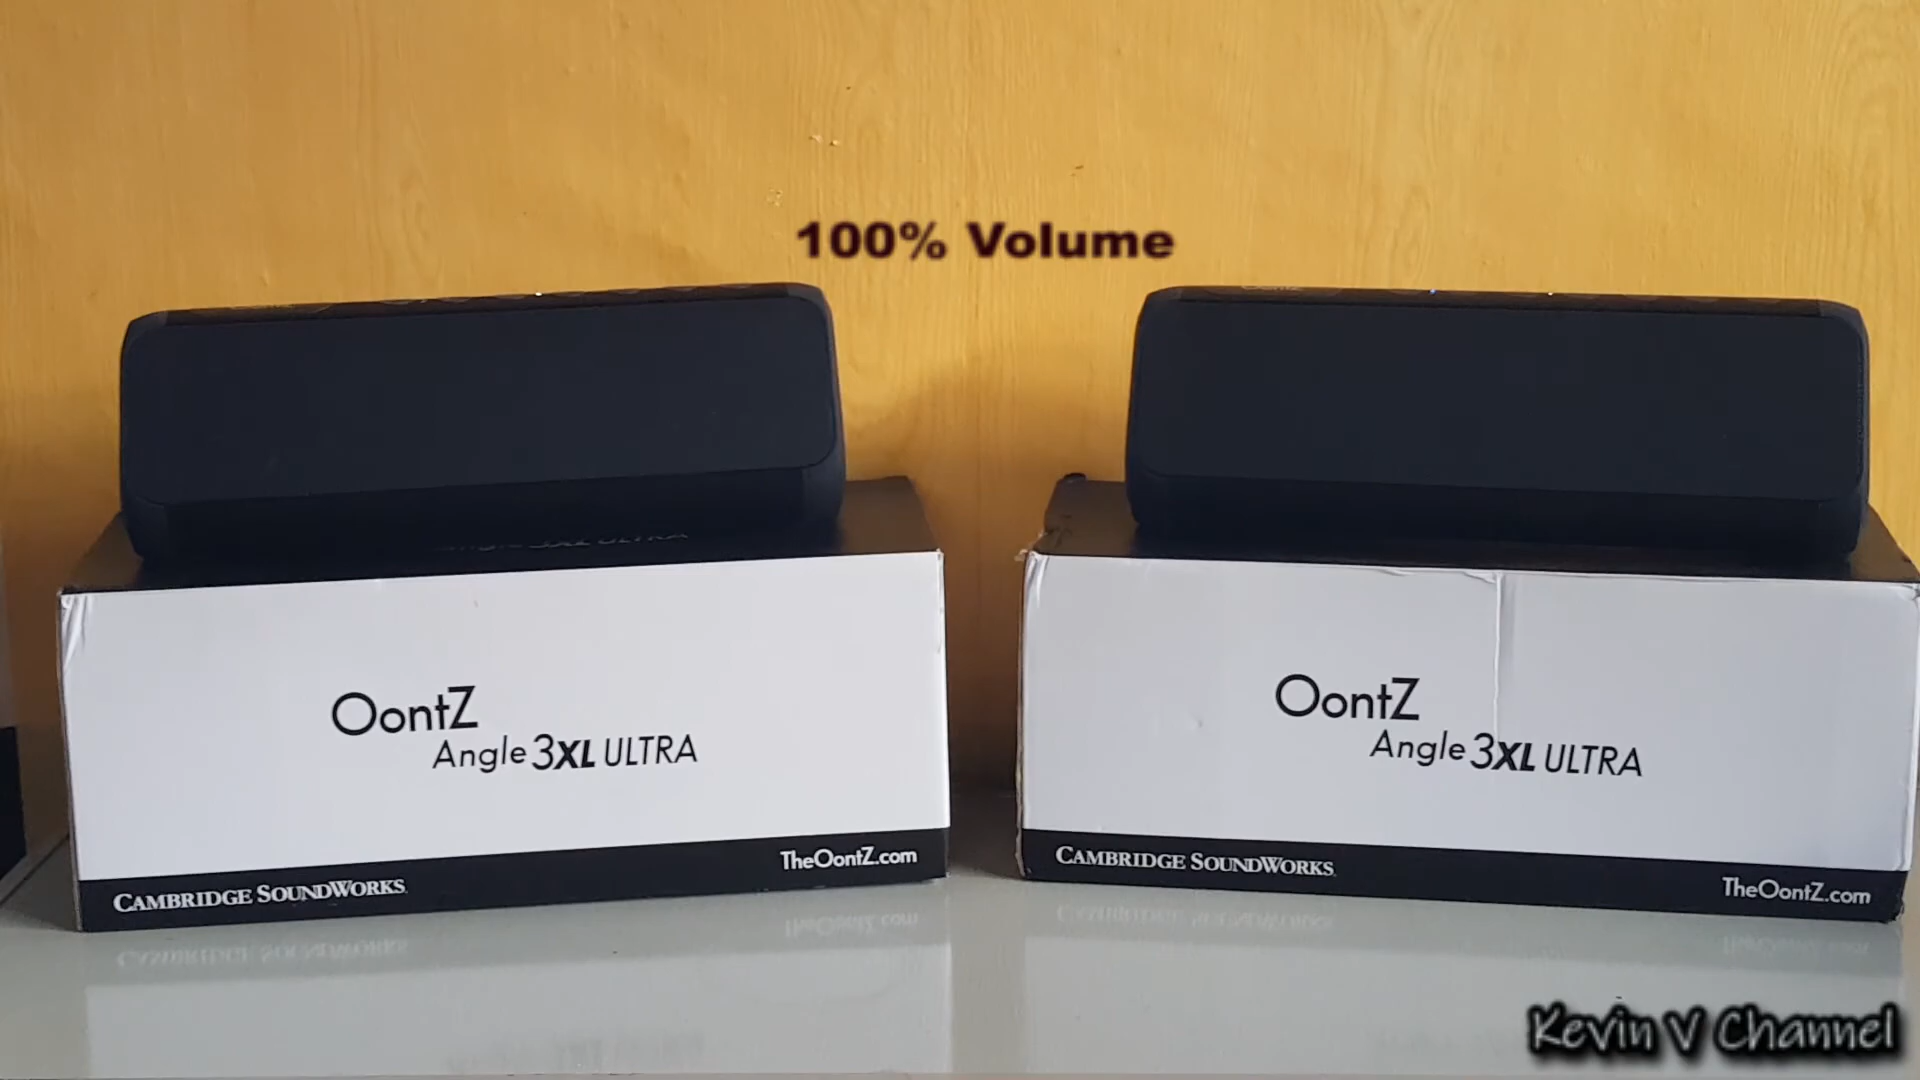 100% Volume
OontZ
Angle 3XL ULTRA
TheOontZ.com
CAMBRIDGE SOUNDWORKS
OontZ
Angle 3XL ULTRA
CAMBRIDGE SOUNDWORKS
TheOontZ.com
Kevin V Channel